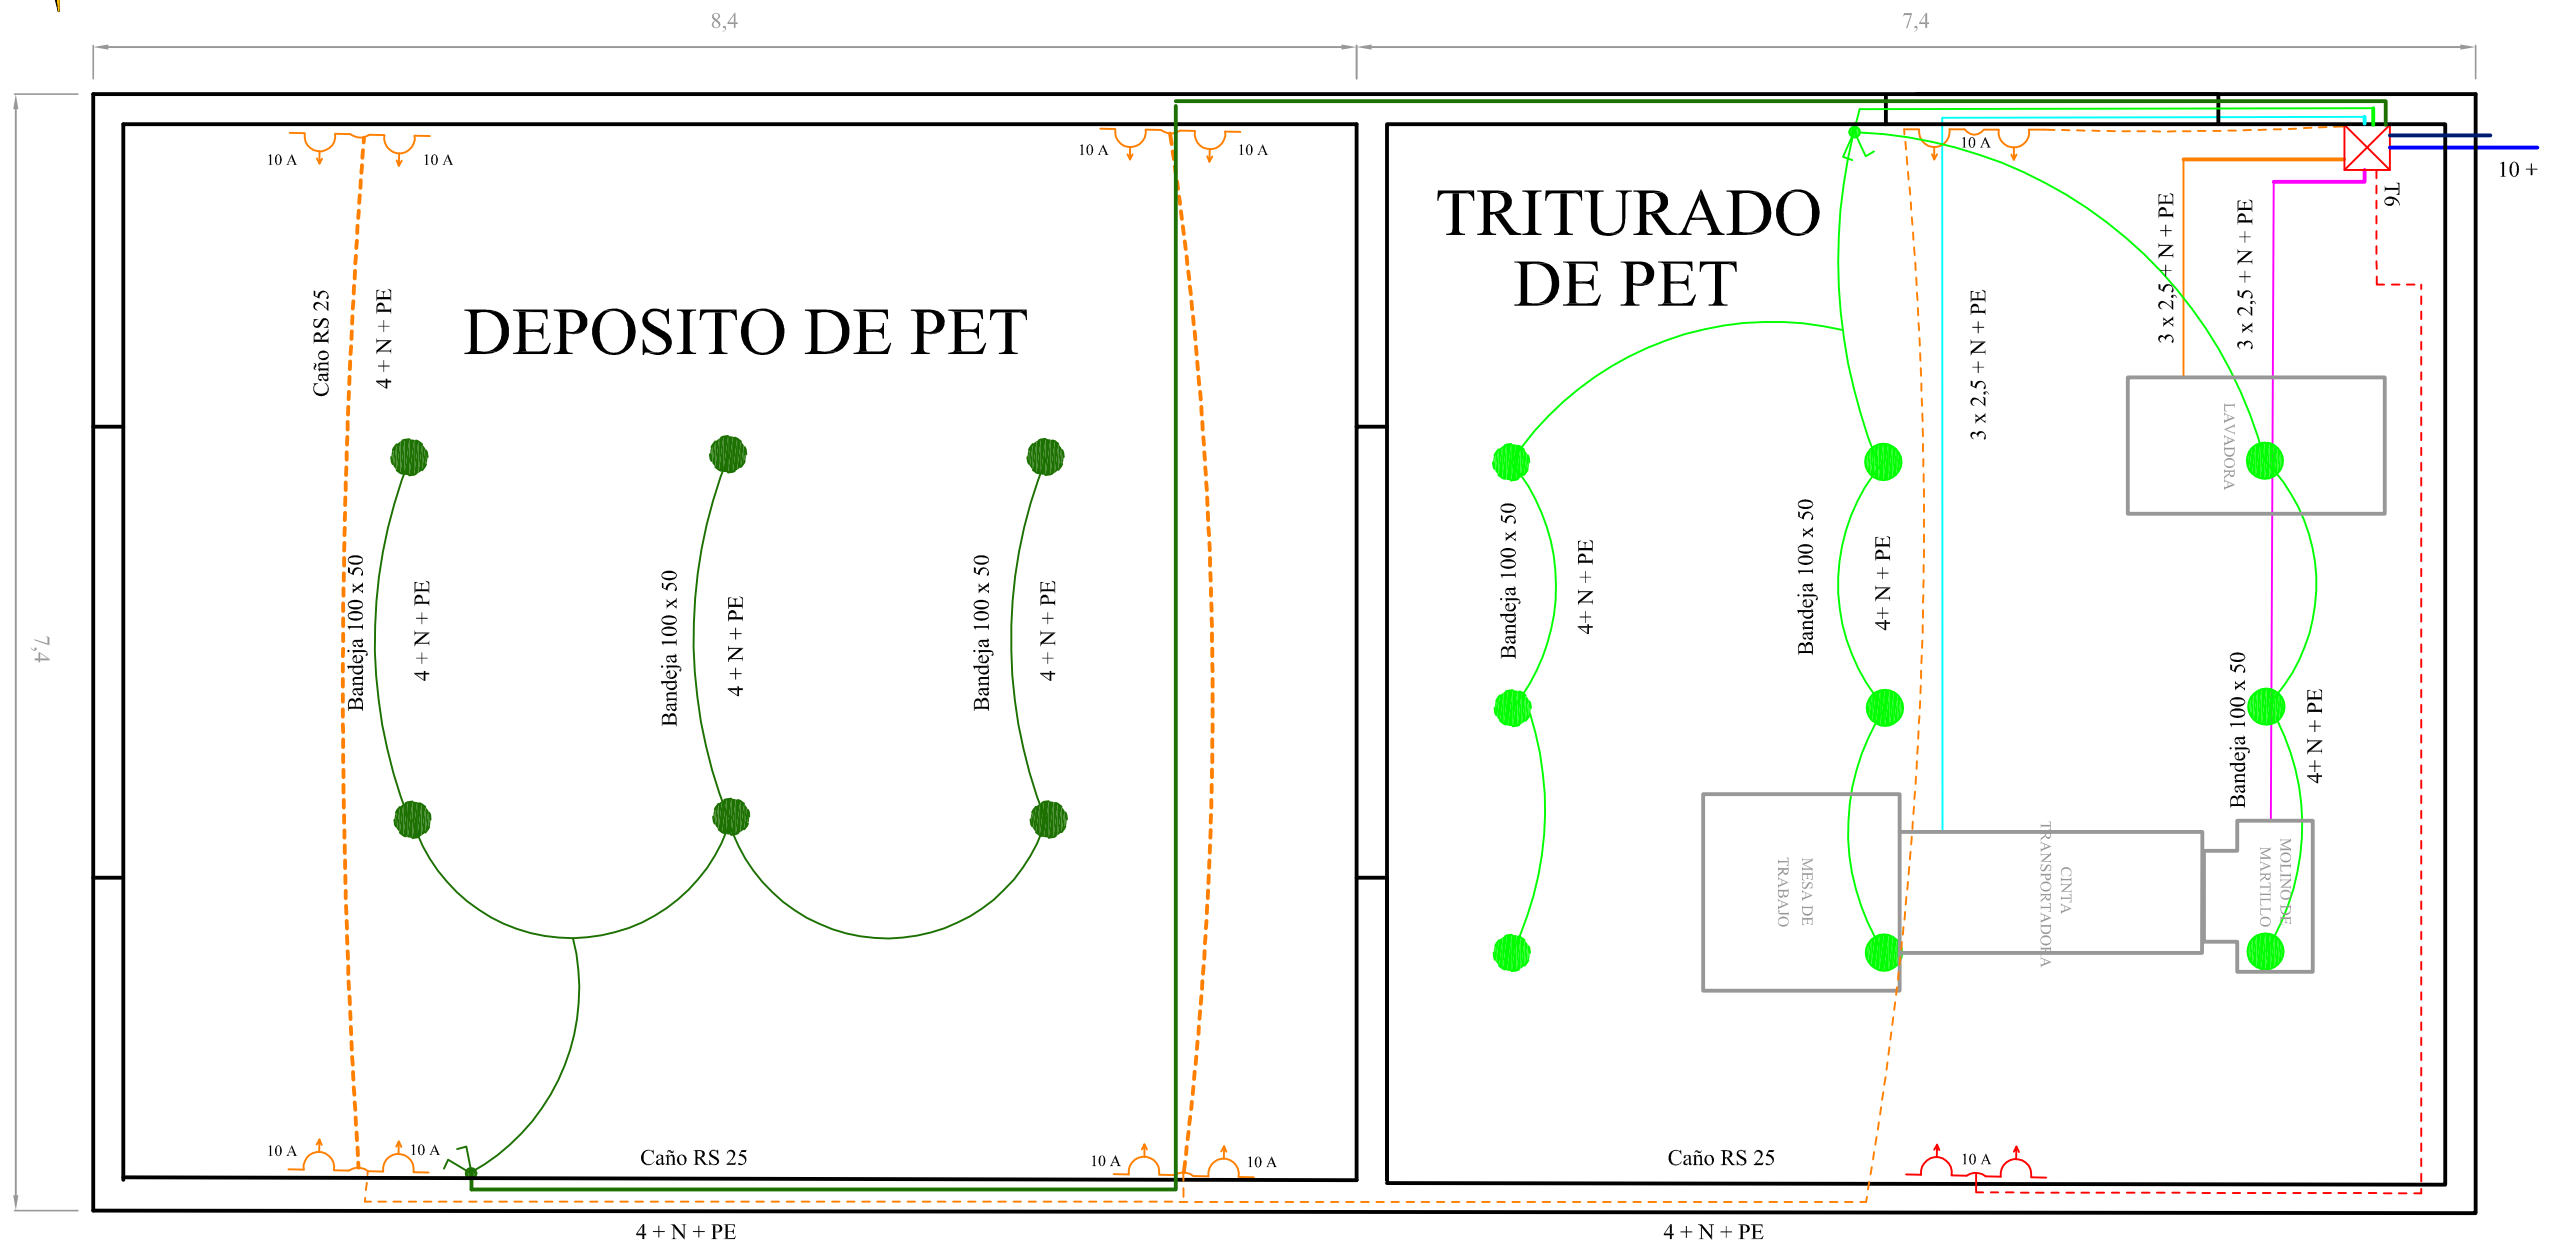 8,4
7,4
7,4
10 A
10 A
10 A
10 A
10 A
10 +
T6
TRITURADO
DE PET
DEPOSITO DE PET
Caño RS 25
4 + N + PE
3 x 2,5 + N + PE
3 x 2,5 + N + PE
3 x 2,5 + N + PE
LAVADORA
Bandeja 100 x 50
4 + N + PE
Bandeja 100 x 50
4 + N + PE
Bandeja 100 x 50
4 + N + PE
Bandeja 100 x 50
4+ N + PE
Bandeja 100 x 50
4+ N + PE
Bandeja 100 x 50
4+ N + PE
MESA DE
TRABAJO
CINTA
TRANSPORTADORA
MOLINO DE
MARTILLO
10 A
10 A
Caño RS 25
10 A
10 A
Caño RS 25
10 A
4 + N + PE
4 + N + PE